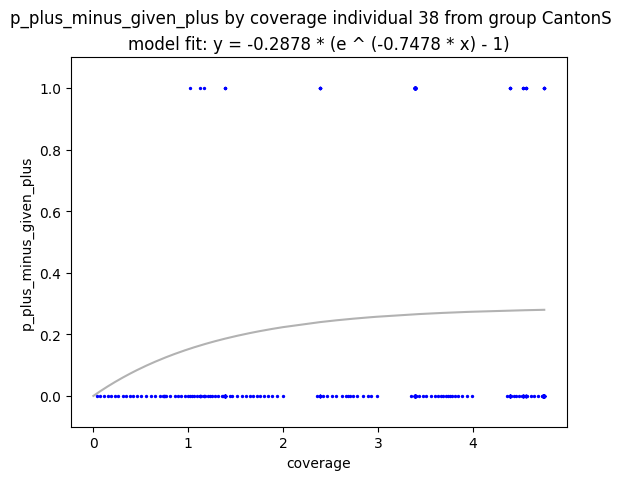 p_plus_minus_given_plus by coverage individual 38 from group CantonS
model fit: y = -0.2878 * (e ^ (-0.7478 * x) - 1)
1.0
0.8
0.6
0.4
0.2
0.0
p_plus_minus_given_plus
0 1 2 3 4
coverage